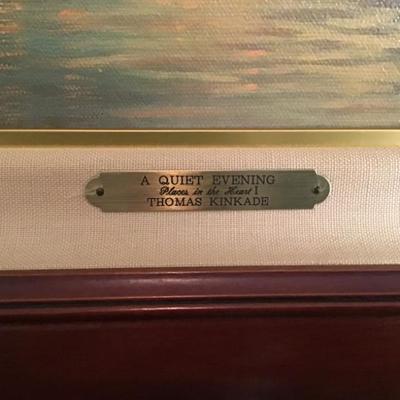 A QUIET EVENING
Places in the Heart I
THOMAS KINKADE